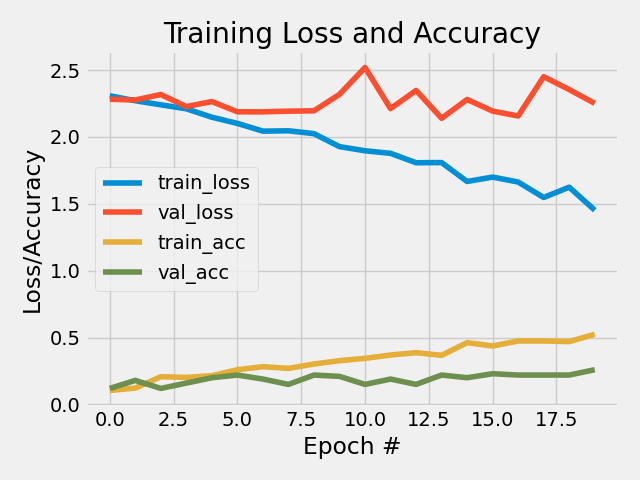 Training Loss and Accuracy
2.5
2.0
1.5
1.0
0.5
0.0
Loss/Accuracy
train_loss
val_loss
train_acc
val_acc
0.0 2.5 5.0 7.5 10.0 12.5 15.0 17.5
Epoch #